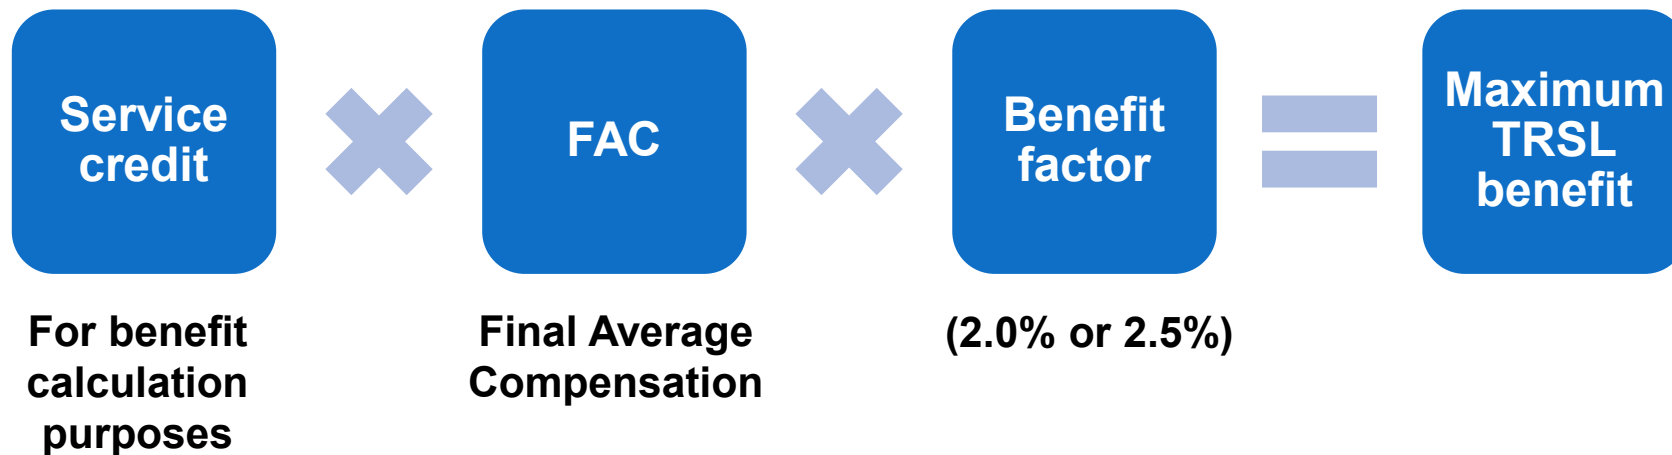 Service
credit
FAC
Benefit
factor
Maximum
TRSL
benefit
For benefit
calculation
purposes
Final Average
Compensation
(2.0% or 2.5%)